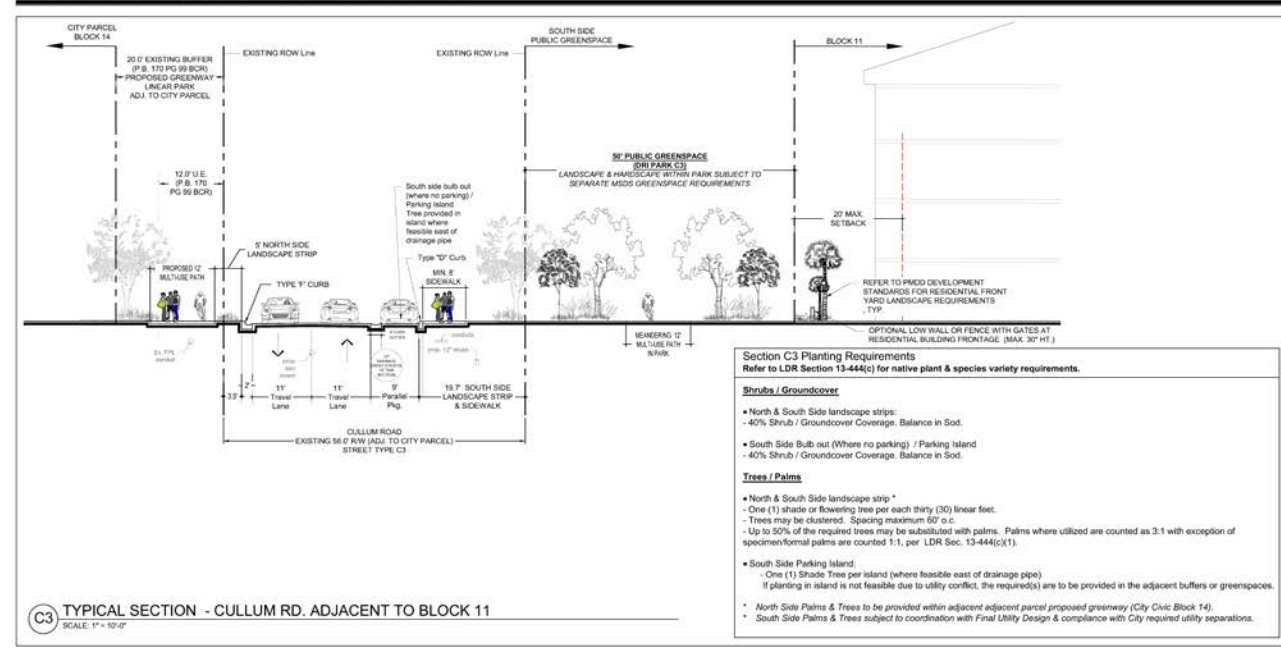 CITY PARCEL
BLOCK 14
20.0' EXISTING BUFFER
(P.B. 170 PG 99 BCR)
PROPOSED GREENWAY
LINEAR PARK
ADJ. TO CITY PARCEL
EXISTING ROW Line
EXISTING ROW Line
SOUTH SIDE
PUBLIC GREENSPACE
BLOCK 11
12.0' U.E.
(P.B. 170
PG 99 BCR)
5' NORTH SIDE
LANDSCAPE STRIP
PROPOSED 12'
MULTI-USE PATH
TYPE 'F' CURB
South side bulb out
(where no parking) /
Parking Island
Tree provided in
island where
feasible east of
drainage pipe
Type "D" Curb
MIN. 8'
SIDEWALK
50' PUBLIC GREENSPACE
(DRI PARK C3)
LANDSCAPE & HARDSCAPE WITHIN PARK SUBJECT TO
SEPARATE MSDS GREENSPACE REQUIREMENTS
20' MAX.
SETBACK
REFER TO PMDD DEVELOPMENT
STANDARDS FOR RESIDENTIAL FRONT
YARD LANDSCAPE REQUIREMENTS
, TYP.
OPTIONAL LOW WALL OR FENCE WITH GATES AT
RESIDENTIAL BUILDING FRONTAGE (MAX. 30" HT.)
MEANDERING 12'
MULTI-USE PATH
IN PARK
Ex. FPL
conduit
conduits
prop. 12" reuse
3.5'
2'
11'
Travel
Lane
11'
Travel
Lane
9'
Parallel
Pkg.
19.7' SOUTH SIDE
LANDSCAPE STRIP
& SIDEWALK
CULLUM ROAD
EXISTING 56.0' R/W (ADJ. TO CITY PARCEL)
STREET TYPE C3
Section C3 Planting Requirements
Refer to LDR Section 13-444(c) for native plant & species variety requirements.
Shrubs / Groundcover
• North & South Side landscape strips:
- 40% Shrub / Groundcover Coverage. Balance in Sod.
• South Side Bulb out (Where no parking) / Parking Island
- 40% Shrub / Groundcover Coverage. Balance in Sod.
Trees / Palms
• North & South Side landscape strip *
- One (1) shade or flowering tree per each thirty (30) linear feet.
- Trees may be clustered. Spacing maximum 60' o.c.
- Up to 50% of the required trees may be substituted with palms. Palms where utilized are counted as 3:1 with exception of
specimen/formal palms are counted 1:1, per LDR Sec. 13-444(c)(1).
• South Side Parking Island:
- One (1) Shade Tree per island (where feasible east of drainage pipe).
If planting in island is not feasible due to utility conflict, the required(s) are to be provided in the adjacent buffers or greenspaces.
* North Side Palms & Trees to be provided within adjacent adjacent parcel proposed greenway (City Civic Block 14).
* South Side Palms & Trees subject to coordination with Final Utility Design & compliance with City required utility separations.
C3 TYPICAL SECTION - CULLUM RD. ADJACENT TO BLOCK 11
SCALE: 1" = 10'-0"